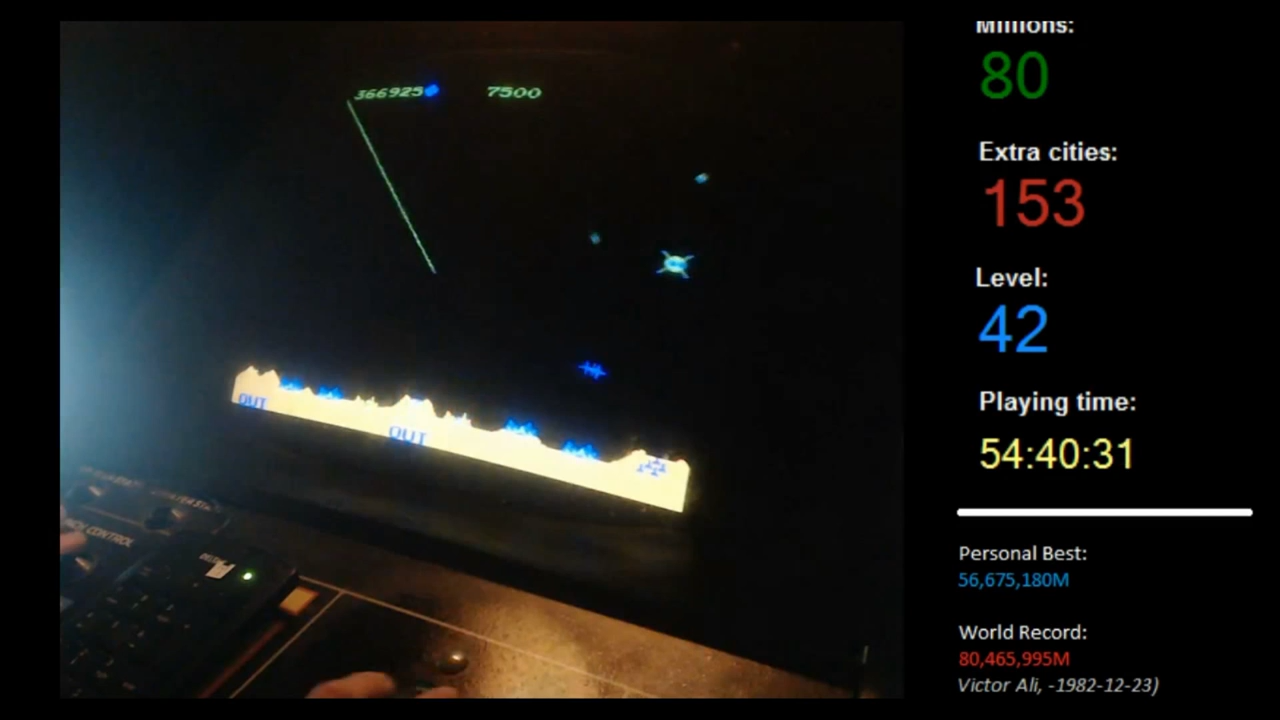 366925 7500
OUT
OUT
CONTROL
Millions:
80
Extra cities:
153
Level:
42
Playing time:
54:40:31
Personal Best:
56,675,180M
World Record:
80,465,995M
Victor Ali, -1982-12-23)